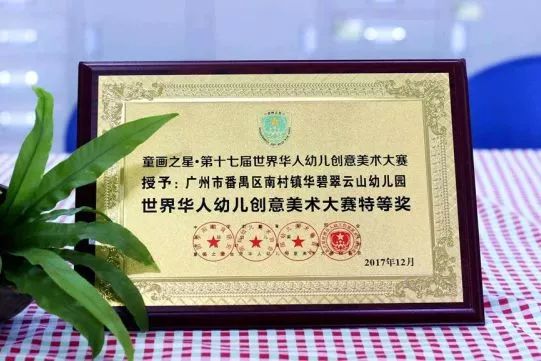 童画之星·第十七届世界华人幼儿创意美术大赛
授予：广州市番禺区南村镇华碧翠云山幼儿园
世界华人幼儿创意美术大赛特等奖
2017年12月